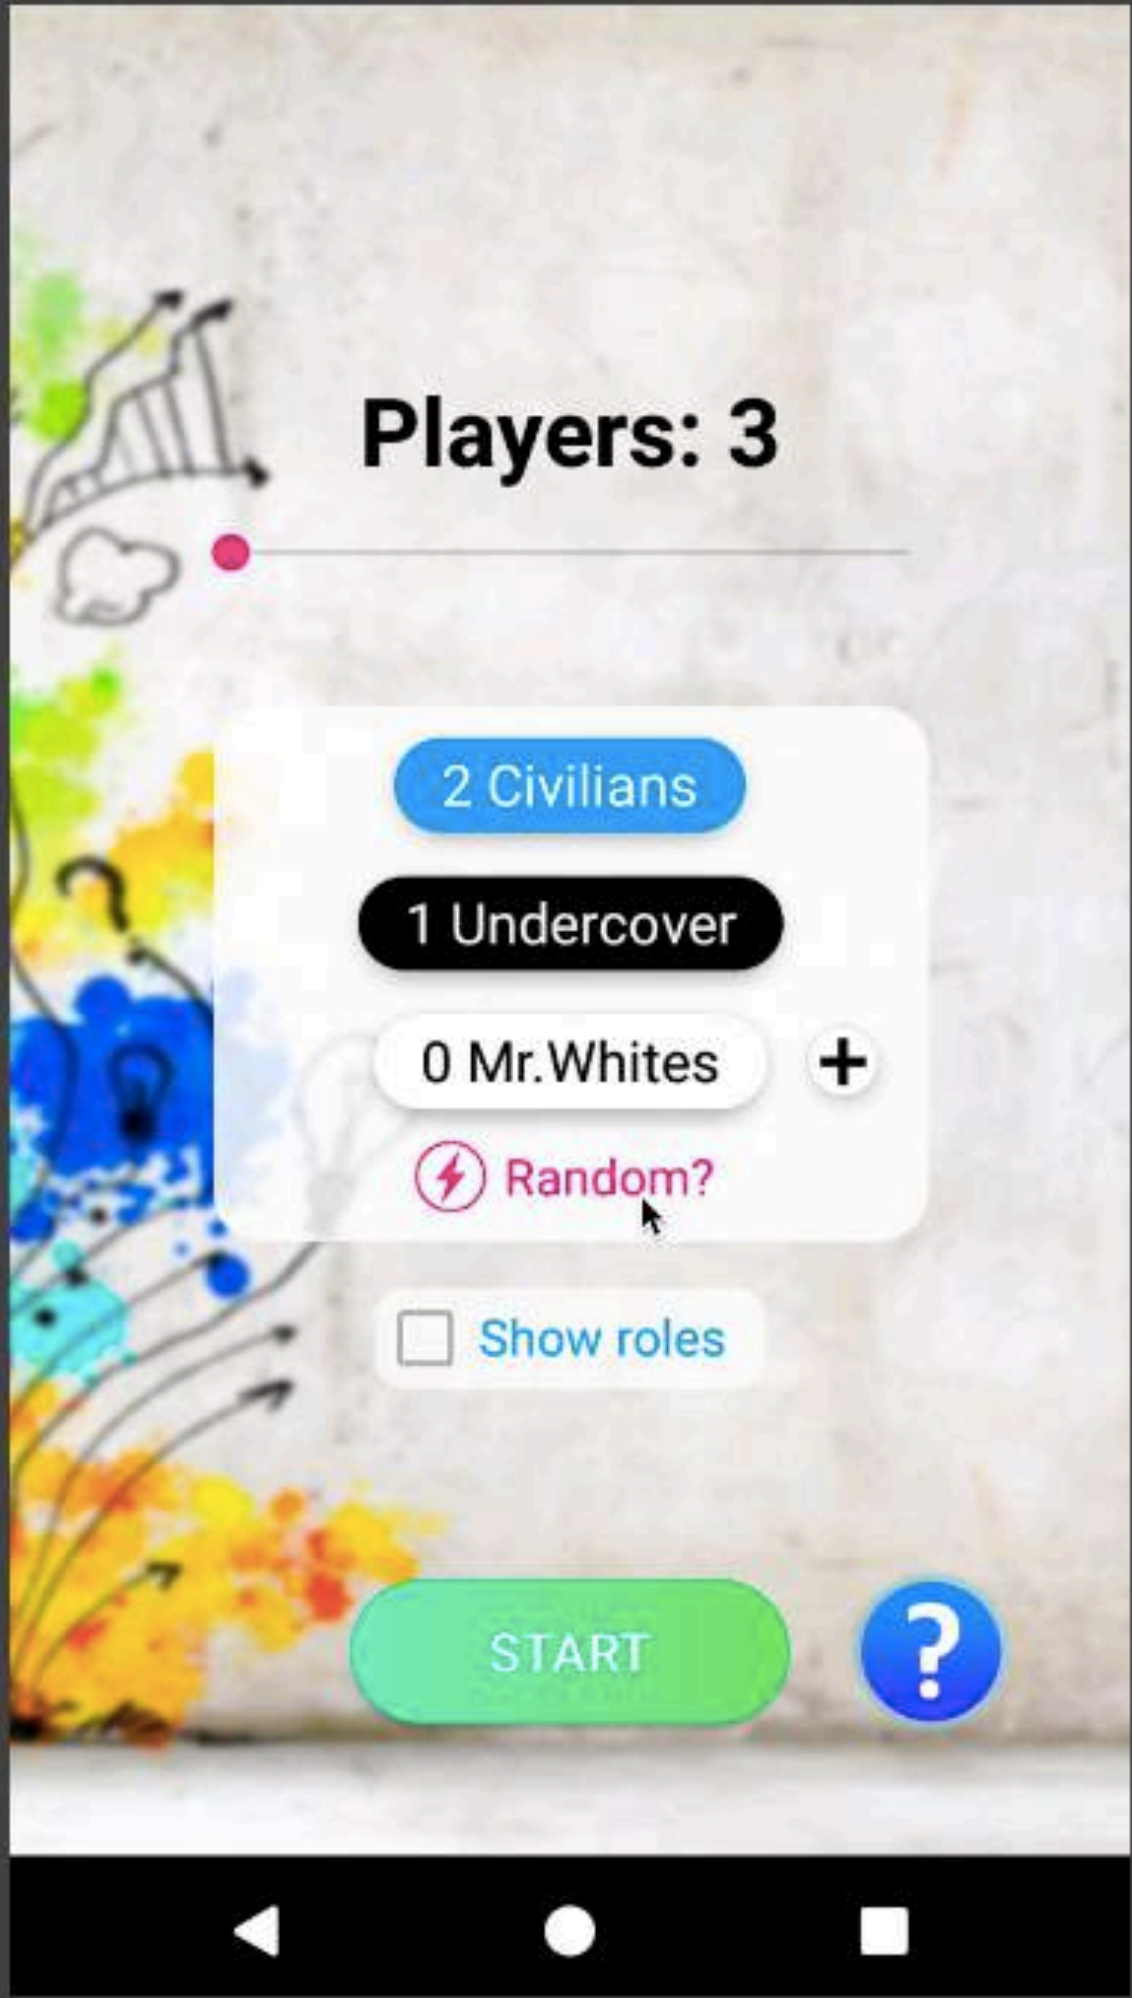 Players: 3
2 Civilians
1 Undercover
0 Mr.Whites +
Random?
Show roles
START ?